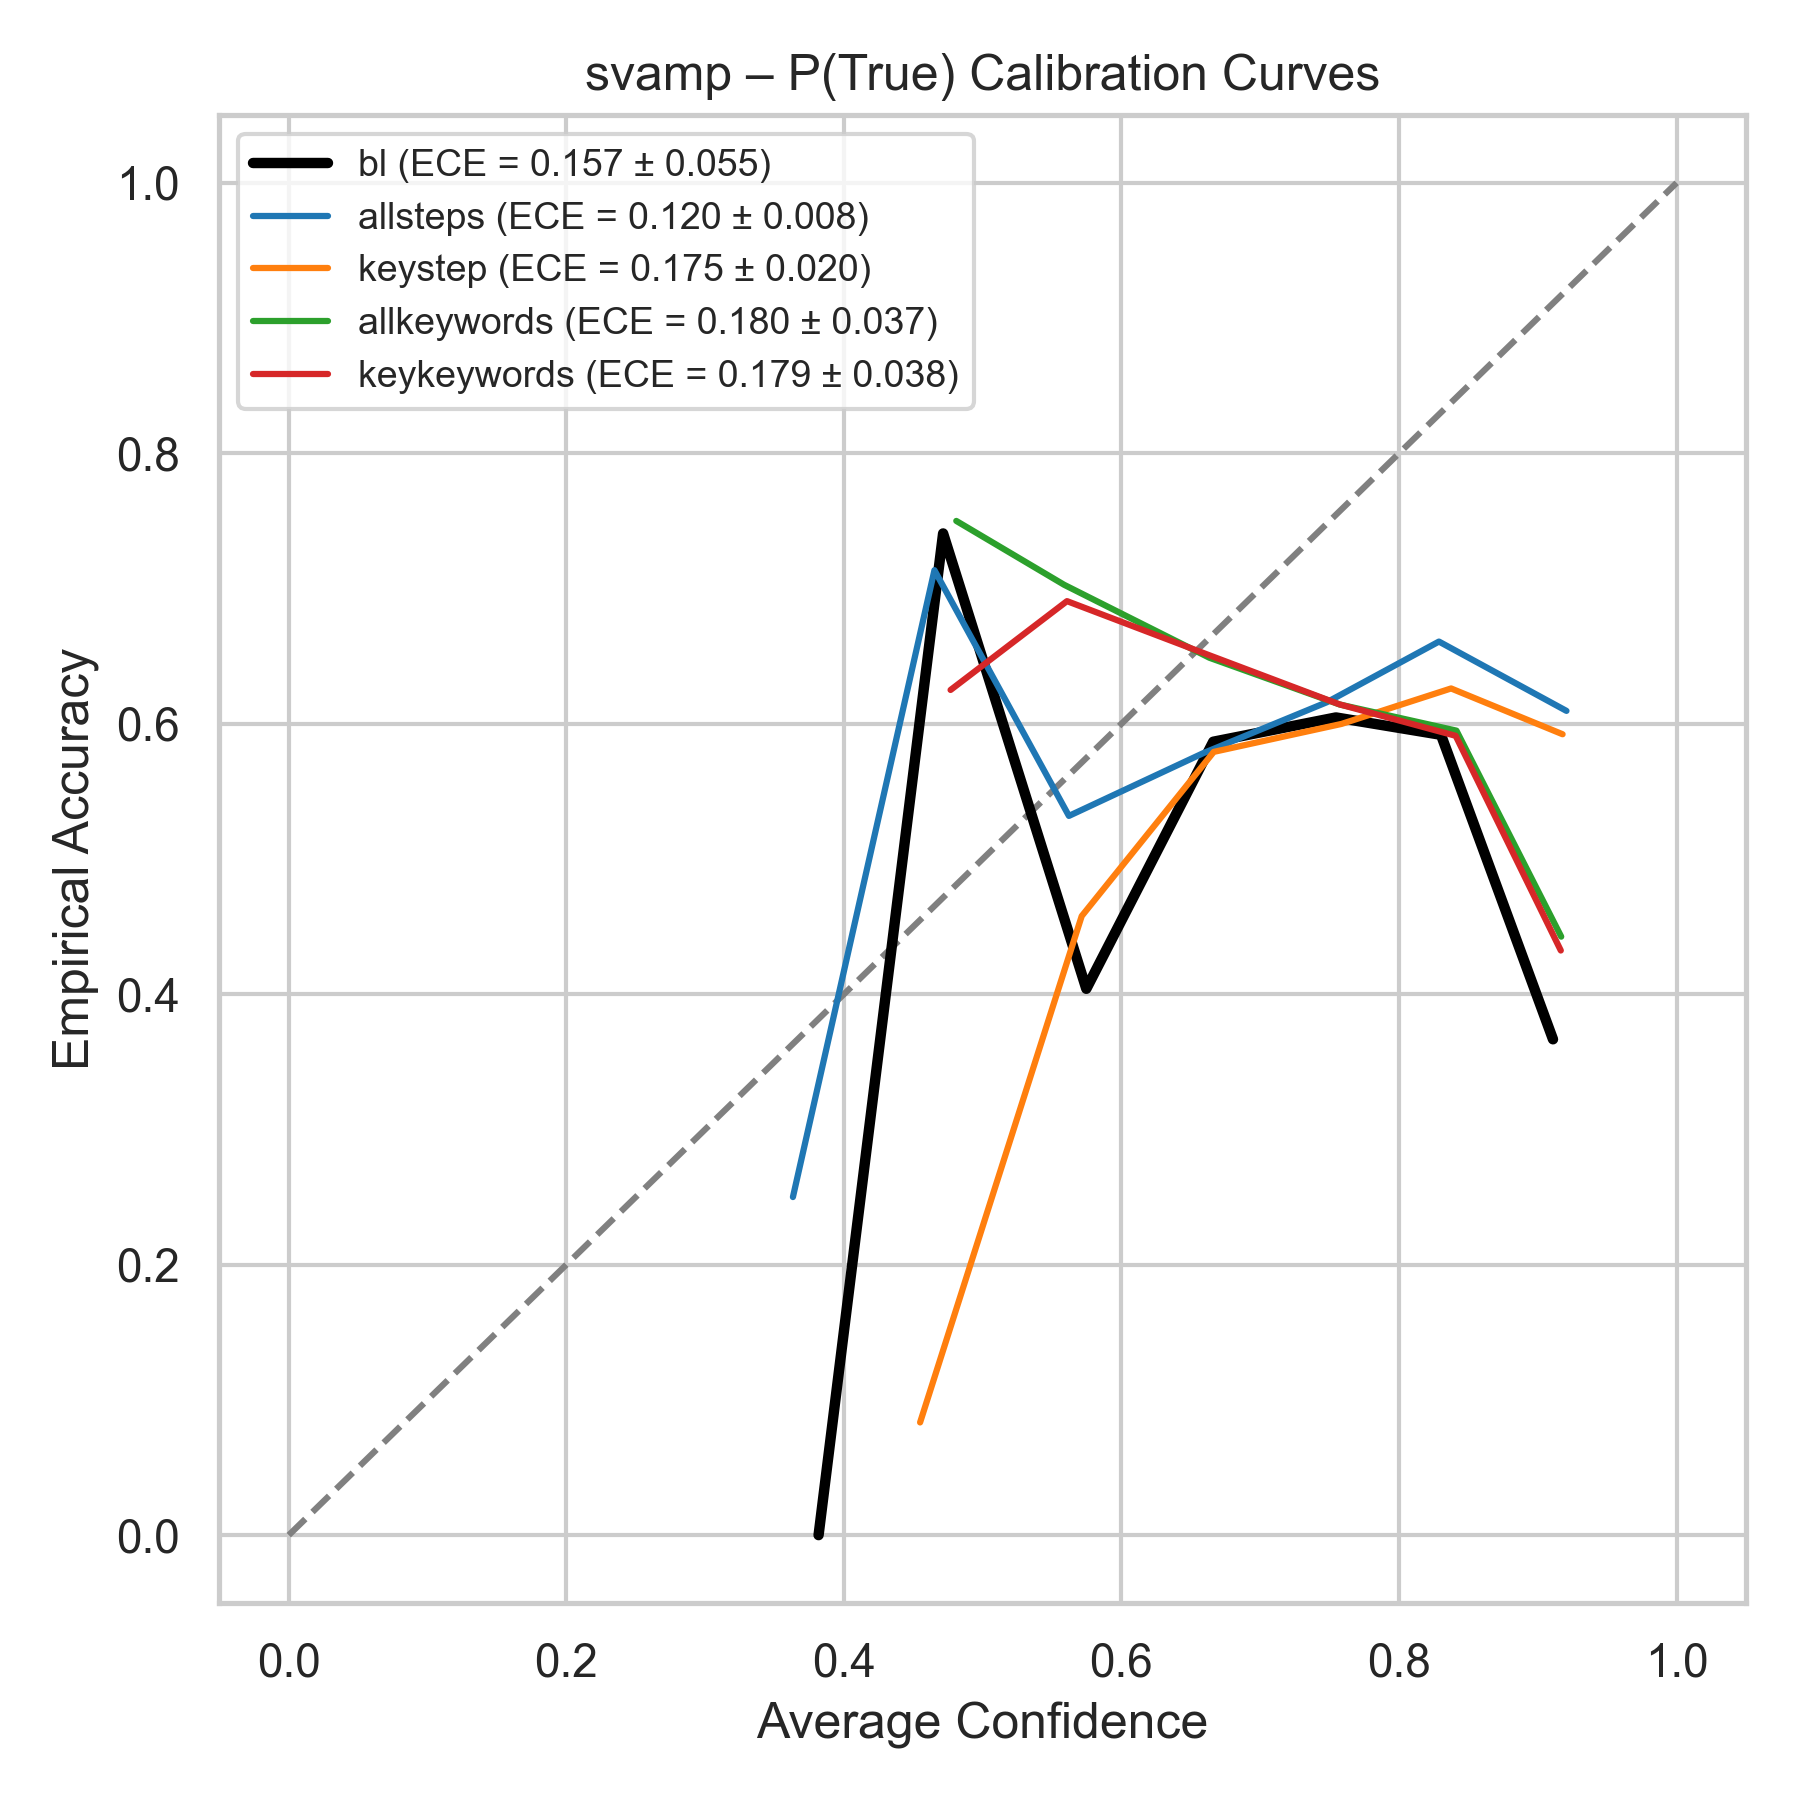 svamp – P(True) Calibration Curves
bl (ECE = 0.157 ± 0.055)
allsteps (ECE = 0.120 ± 0.008)
keystep (ECE = 0.175 ± 0.020)
allkeywords (ECE = 0.180 ± 0.037)
keykeywords (ECE = 0.179 ± 0.038)
1.0
0.8
0.6
0.4
0.2
0.0
Empirical Accuracy
0.0 0.2 0.4 0.6 0.8 1.0
Average Confidence